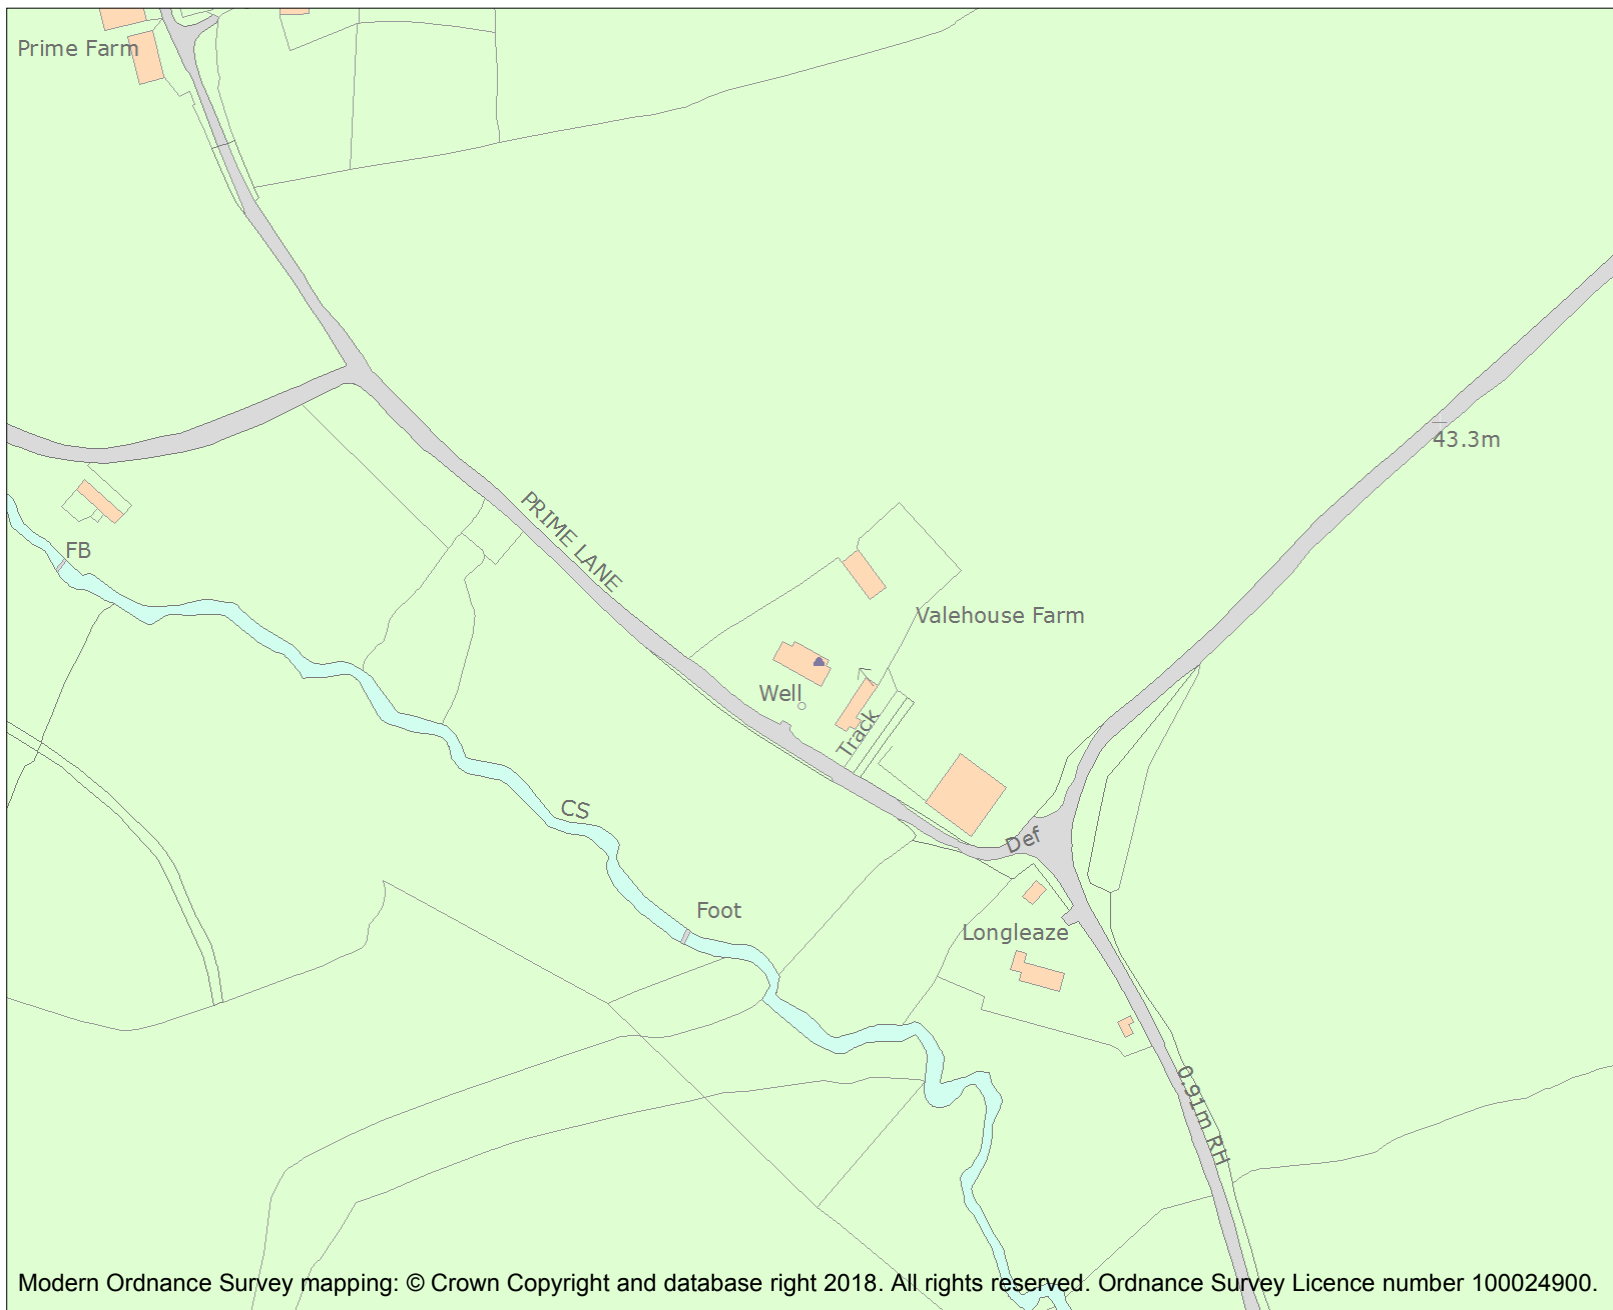 Prime Farm
43.3m
PRIME LANE
FB
Valehouse Farm
Well
Track
CS
Def
Foot
Longleaze
0.91m RH
Modern Ordnance Survey mapping: © Crown Copyright and database right 2018. All rights reserved. Ordnance Survey Licence number 100024900.